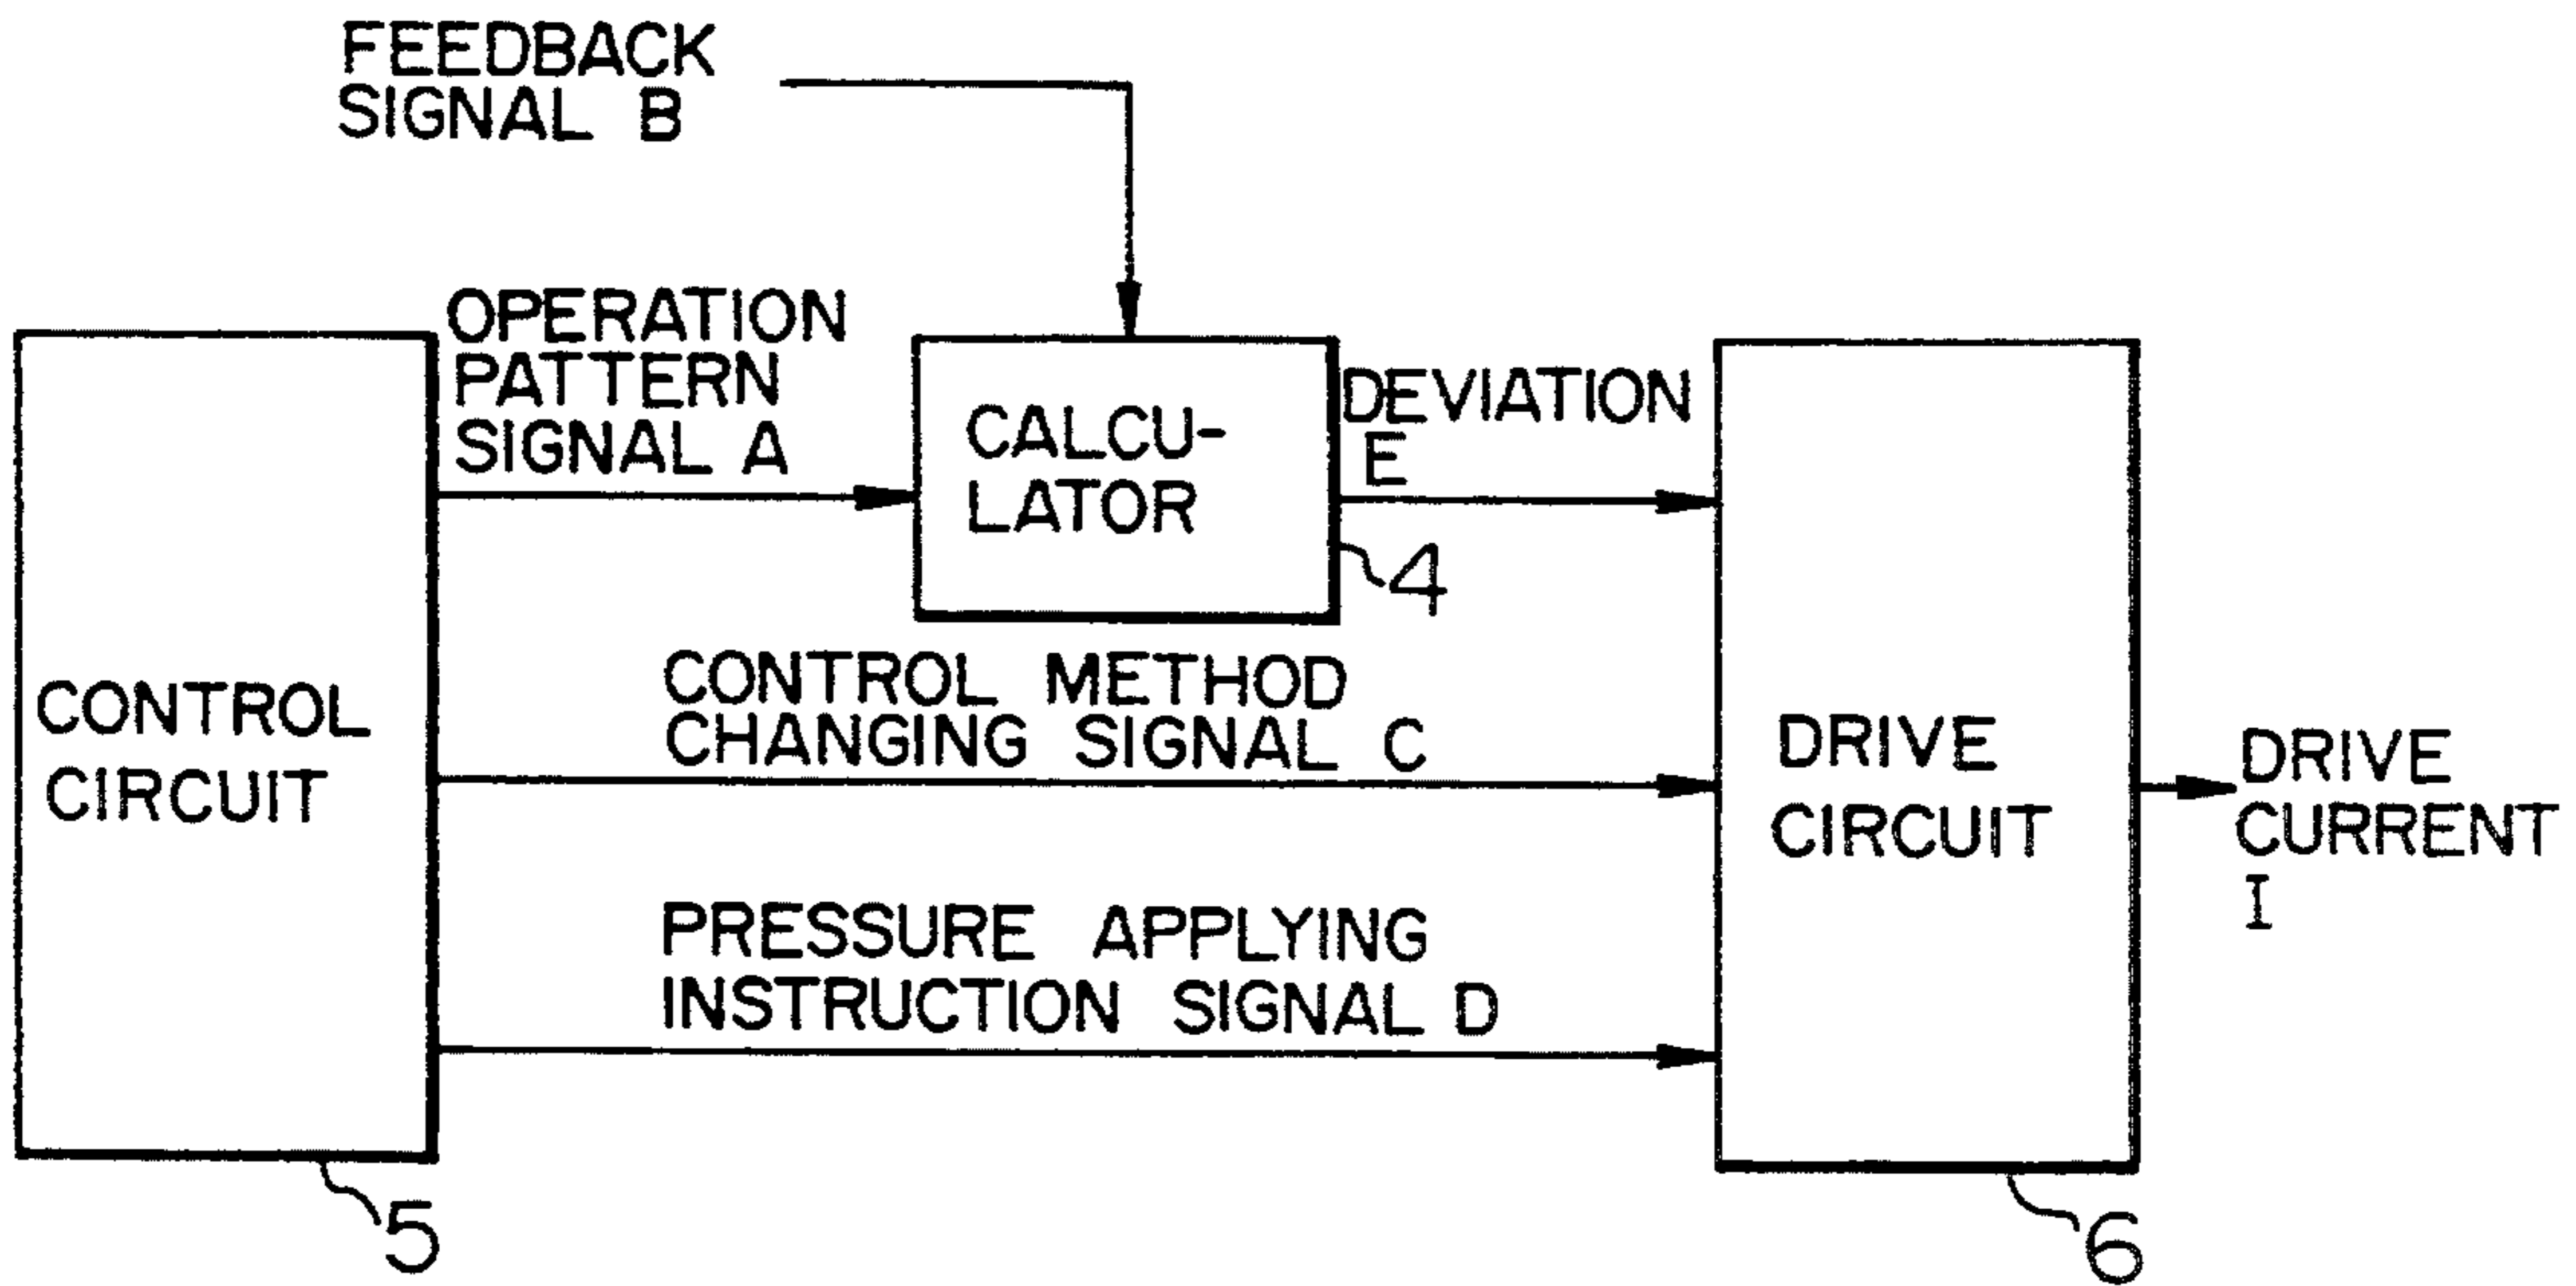 FEEDBACK
SIGNAL B
OPERATION
PATTERN
SIGNAL A
CALCU-
LATOR
DEVIATION
E
4
CONTROL METHOD
CHANGING SIGNAL C
CONTROL
CIRCUIT
DRIVE
CIRCUIT
DRIVE
CURRENT
I
PRESSURE APPLYING
INSTRUCTION SIGNAL D
5
6